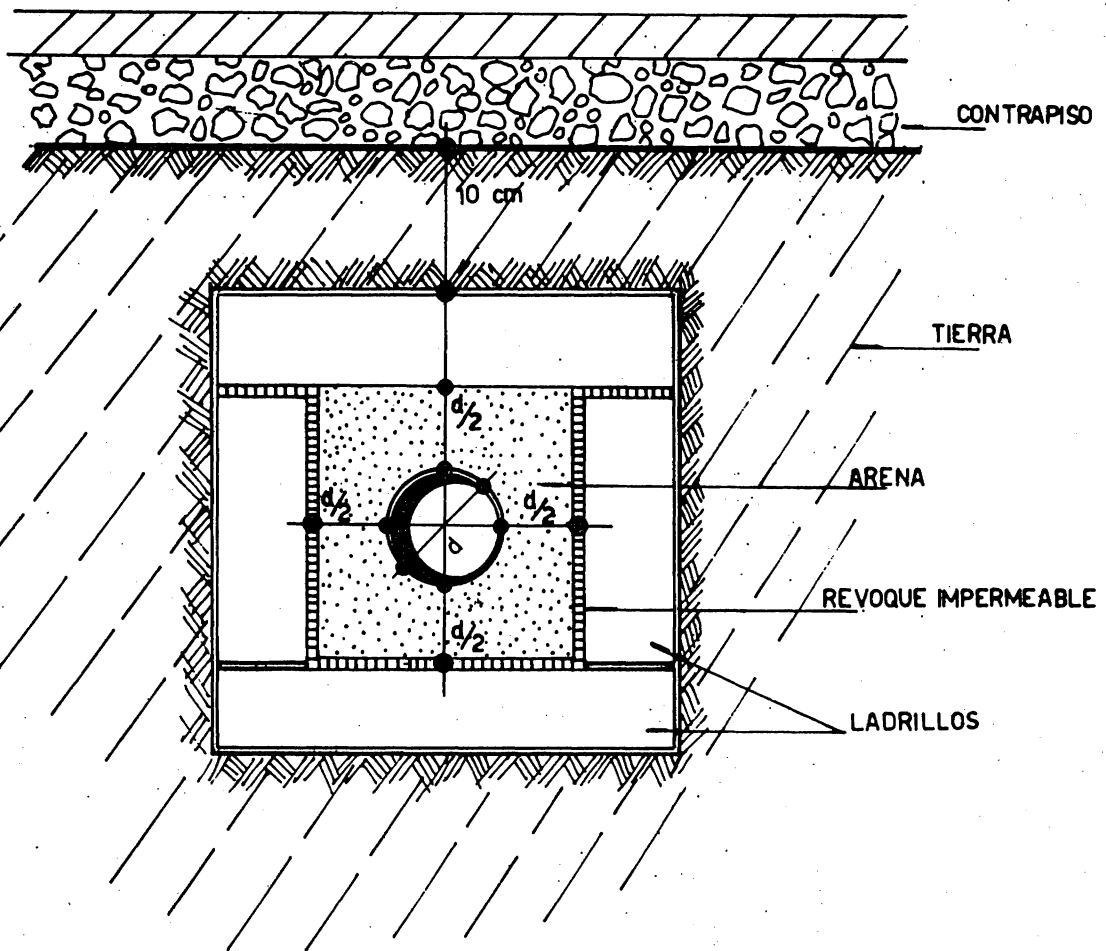 CONTRAPISO
10 cm
TIERRA
d/2
ARENA
d/2
d/2
d
REVOQUE IMPERMEABLE
d/2
LADRILLOS